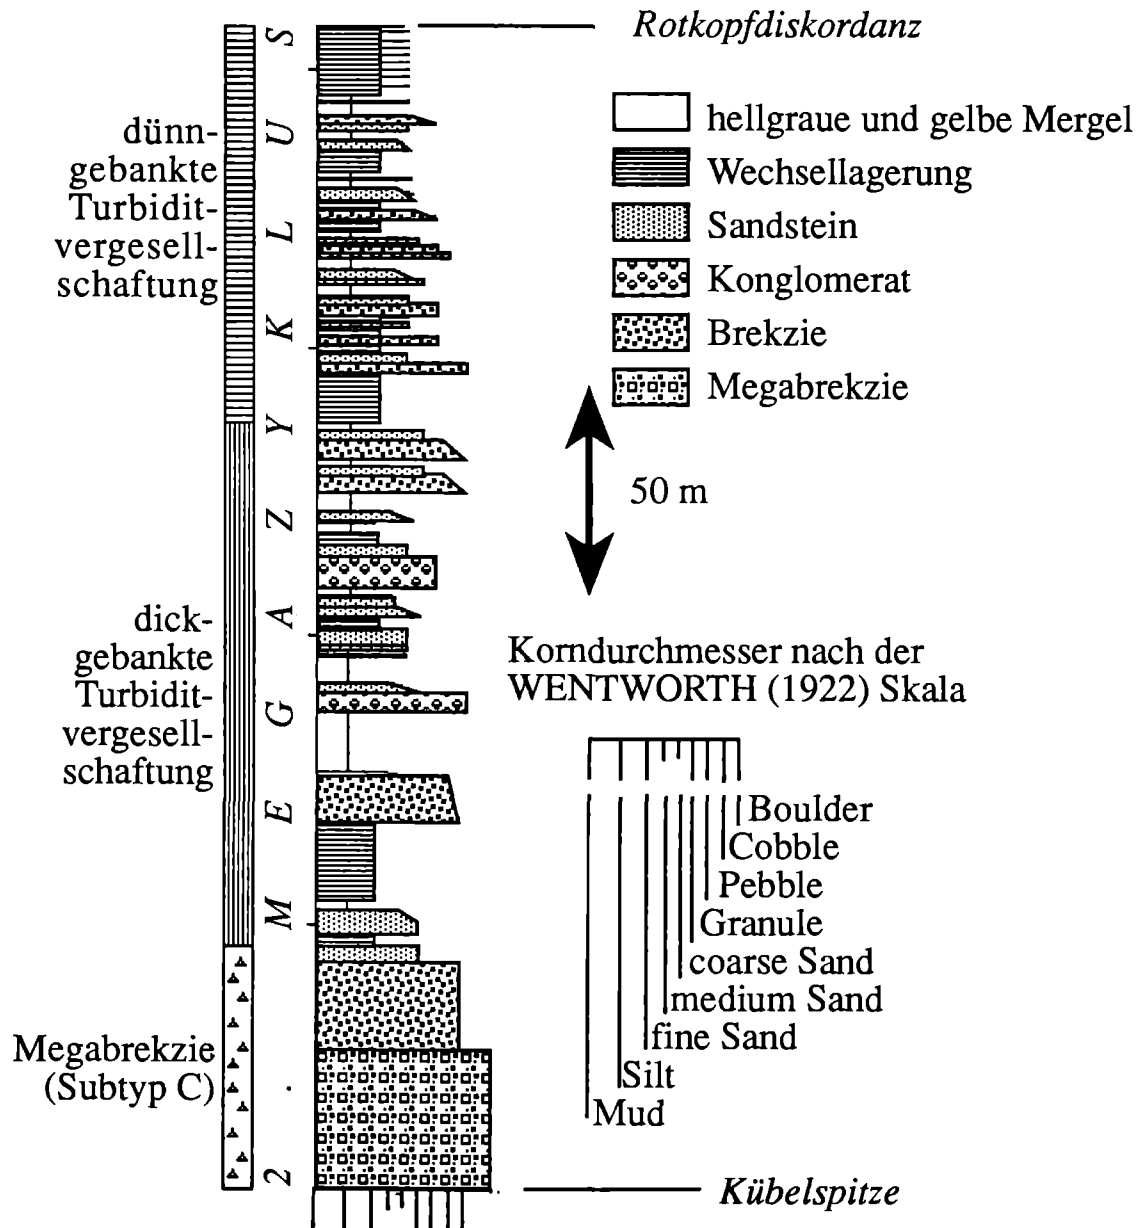 Rotkopfdiskordanz
dünn-
gebankte
Turbidit-
vergesell-
schaftung
dick-
gebankte
Turbidit-
vergesell-
schaftung
Megabrekzie
(Subtyp C)
2. MEGAZYKLUS
hellgraue und gelbe Mergel
Wechsellagerung
Sandstein
Konglomerat
Brekzie
Megabrekzie
50 m
Korndurchmesser nach der
WENTWORTH (1922) Skala
Boulder
Cobble
Pebble
Granule
coarse Sand
medium Sand
fine Sand
Silt
Mud
Kübelspitze